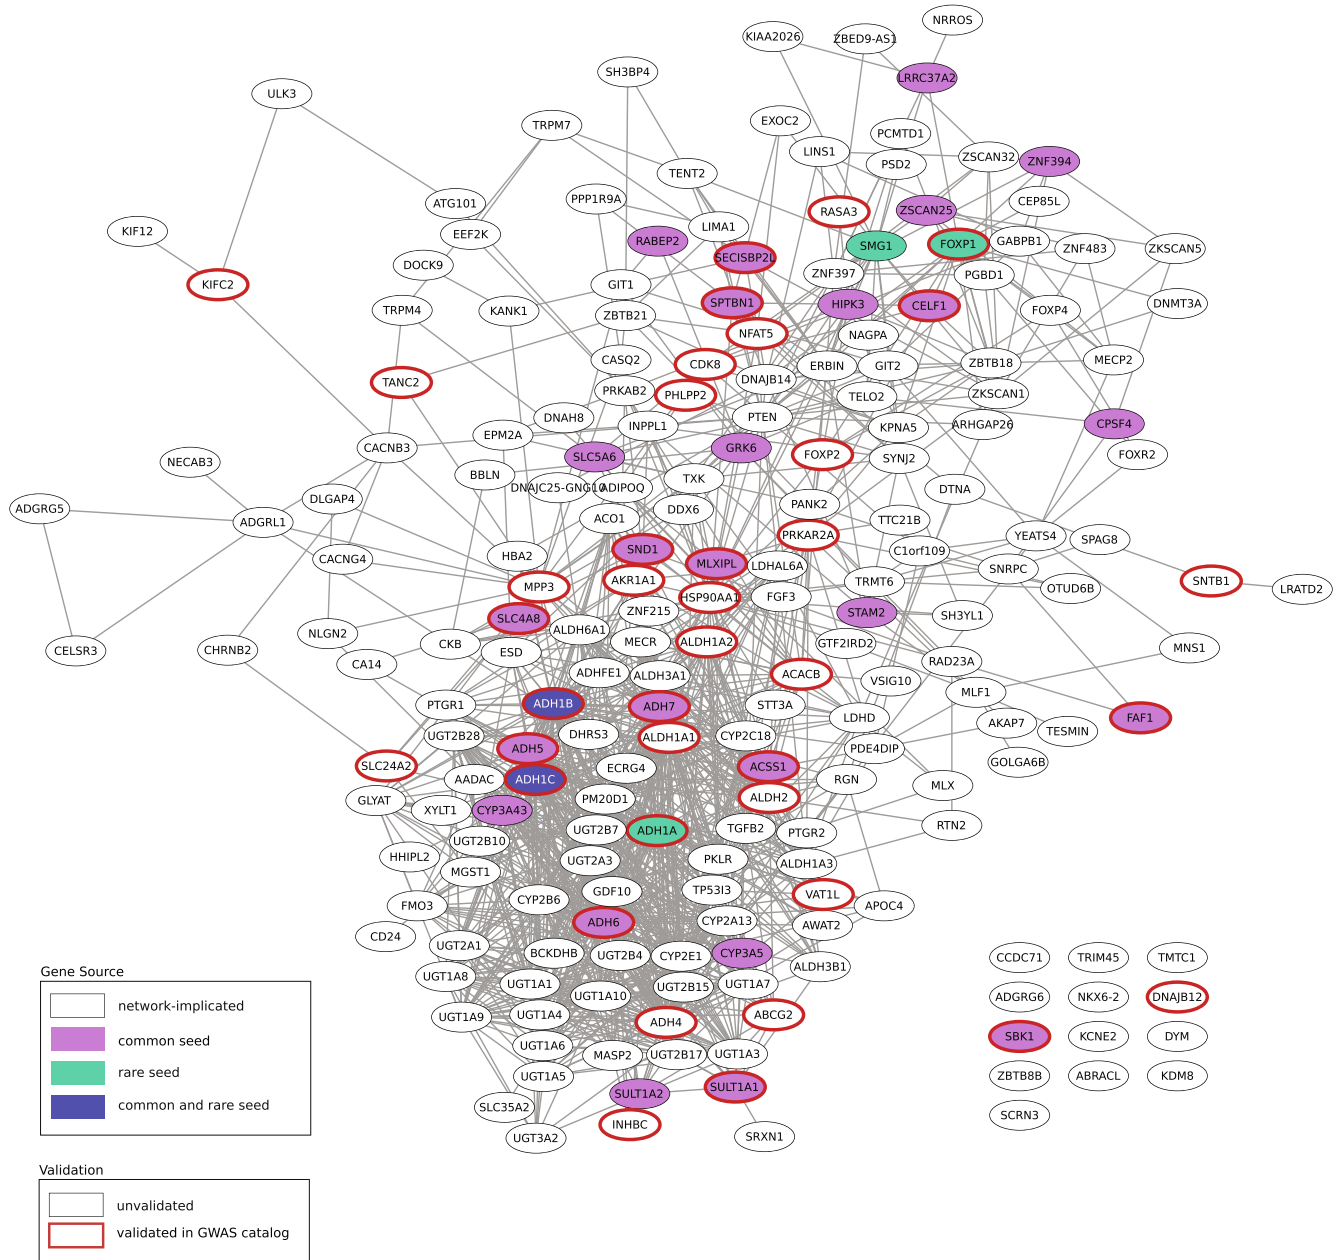 NRROS
KIAA2026
ZBED9-AS1
SH3BP4
LRRC37A2
ULK3
EXOC2
TRPM7
PCMTD1
LINS1
PSD2
ZSCAN32
ZNF394
TENT2
PPP1R9A
ATG101
RASA3
ZSCAN25
CEP85L
KIF12
EEF2K
LIMA1
RABEP2
SMG1
FOXP1
GABPB1
ZNF483
ZKSCAN5
DOCK9
SECISBP2L
ZNF397
PGBD1
KIFC2
GIT1
TRPM4
KANK1
ZBTB21
SPTBN1
HIPK3
CELF1
FOXP4
DNMT3A
NFAT5
NAGPA
CASQ2
CDK8
ERBIN
GIT2
ZBTB18
MECP2
TANC2
PRKAB2
PHLPP2
DNAJB14
TELO2
ZKSCAN1
DNAH8
INPPL1
PTEN
KPNA5
ARHGAP26
CPSF4
EPM2A
CACNB3
SLC5A6
GRK6
FOXP2
SYNJ2
FOXR2
NECAB3
BBLN
DNAJC25-GNG10
ADIPOQ
TXK
DTNA
ADGRG5
DLGAP4
ADGRL1
ACO1
DDX6
PANK2
TTC21B
PRKAR2A
YEATS4
SPAG8
CACNG4
HBA2
SND1
MLXIPL
LDHAL6A
C1orf109
SNRPC
MPP3
AKR1A1
HSP90AA1
FGF3
TRMT6
OTUD6B
SNTB1
LRATD2
SLC4A8
ZNF215
STAM2
SH3YL1
NLGN2
CKB
ALDH6A1
MECR
ALDH1A2
GTF2IRD2
CELSR3
CHRNB2
CA14
ESD
ADHFE1
ALDH3A1
ACACB
VSIG10
RAD23A
MNS1
PTGR1
ADH1B
ADH7
STT3A
LDHD
MLF1
AKAP7
FAF1
UGT2B28
DHRS3
ALDH1A1
CYP2C18
PDE4DIP
TESMIN
ADH5
GOLGA6B
SLC24A2
AADAC
ADH1C
ECRG4
ACSS1
RGN
MLX
GLYAT
XYLT1
CYP3A43
PM20D1
ALDH2
RTN2
UGT2B10
UGT2B7
ADH1A
TGFB2
PTGR2
HHIPL2
MGST1
UGT2A3
PKLR
ALDH1A3
FMO3
CYP2B6
GDF10
TP53I3
VAT1L
APOC4
CD24
ADH6
CYP2A13
AWAT2
UGT2A1
BCKDHB
UGT2B4
CYP2E1
CYP3A5
ALDH3B1
UGT1A8
UGT1A1
UGT1A10
UGT2B15
UGT1A7
UGT1A9
UGT1A4
ADH4
ABCG2
UGT1A6
MASP2
UGT2B17
UGT1A3
UGT1A5
SULT1A2
SULT1A1
SLC35A2
UGT3A2
INHBC
SRXN1
CCDC71
TRIM45
TMTC1
ADGRG6
NKX6-2
DNAJB12
SBK1
KCNE2
DYM
ZBTB8B
ABRACL
KDM8
SCRN3
Gene Source
network-implicated
common seed
rare seed
common and rare seed
Validation
unvalidated
validated in GWAS catalog